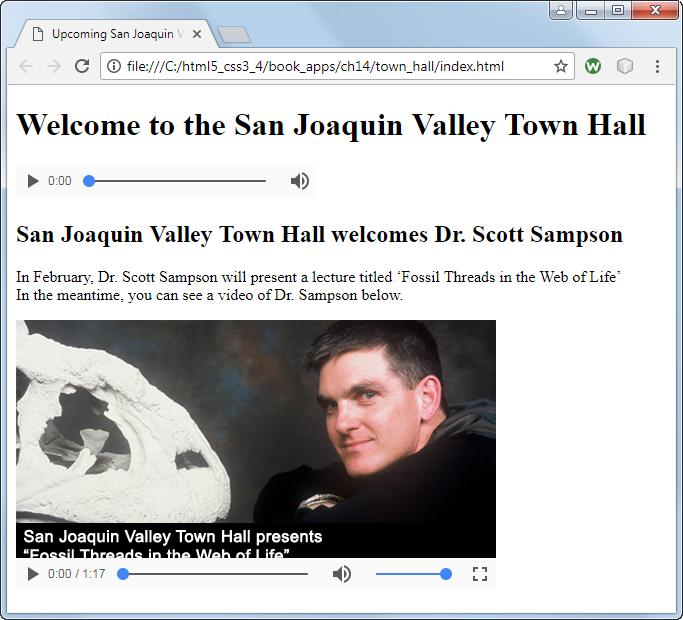 Upcoming San Joaquin V
file:///C:/html5_css3_4/book_apps/ch14/town_hall/index.html
Welcome to the San Joaquin Valley Town Hall
0:00
San Joaquin Valley Town Hall welcomes Dr. Scott Sampson
In February, Dr. Scott Sampson will present a lecture titled ‘Fossil Threads in the Web of Life’
In the meantime, you can see a video of Dr. Sampson below.
San Joaquin Valley Town Hall presents
“Fossil Threads in the Web of Life”
0:00 / 1:17